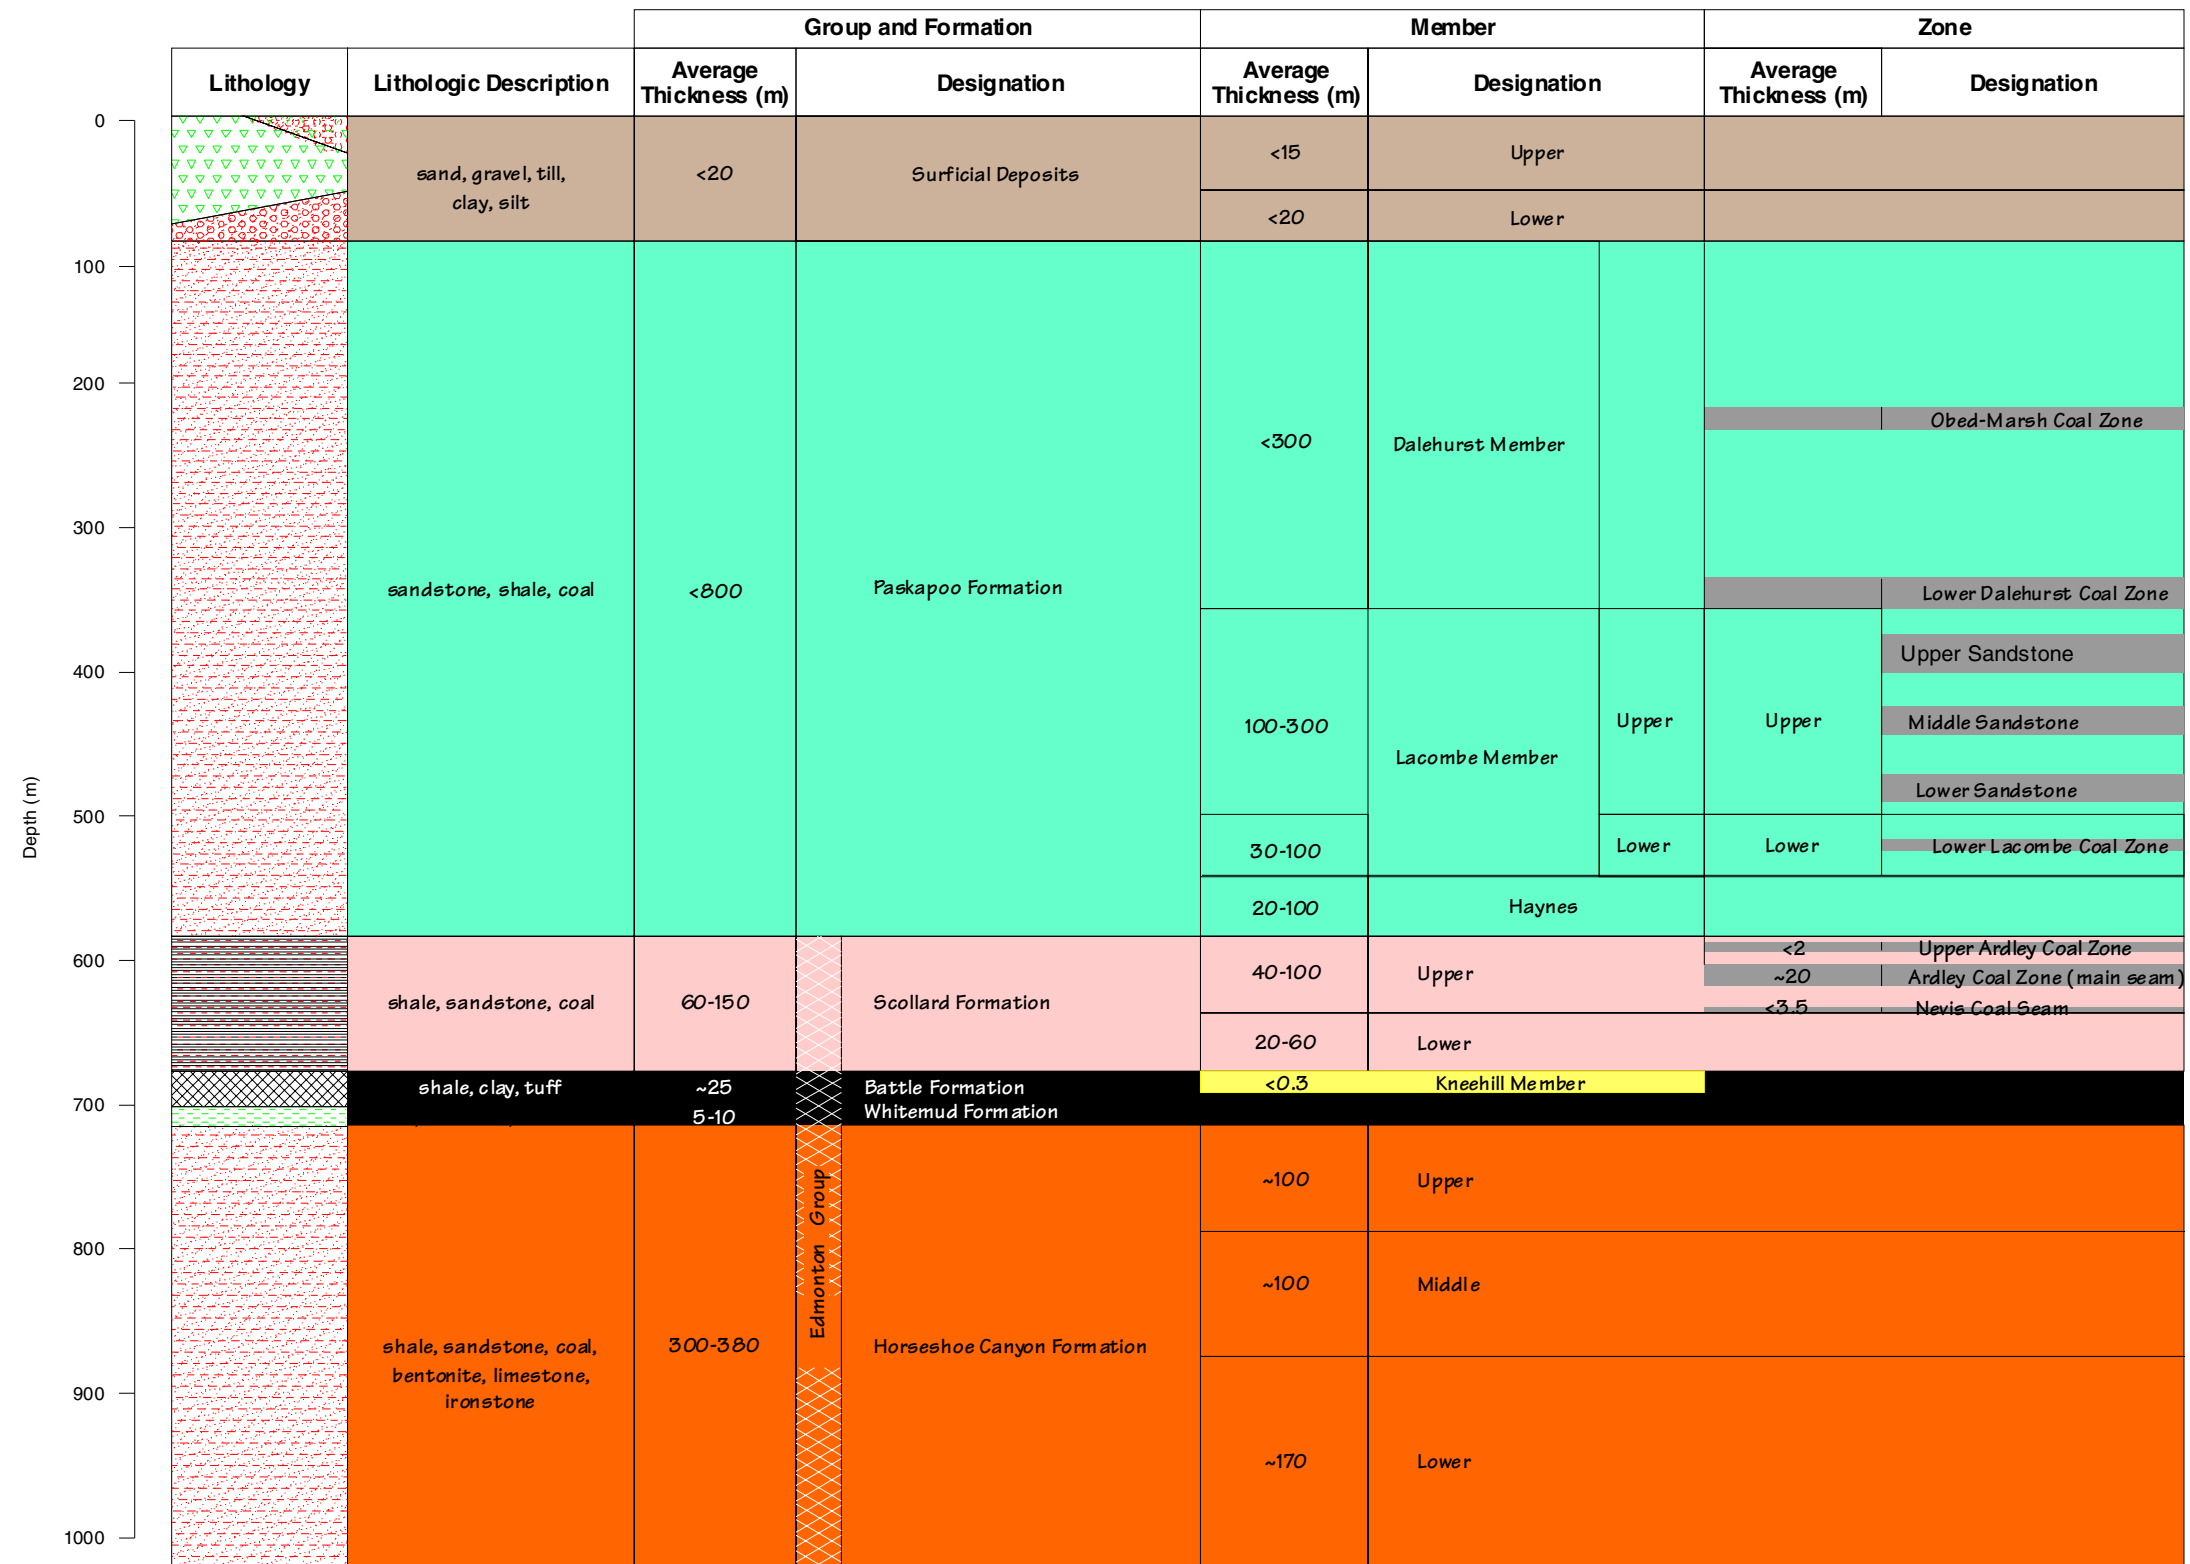 Group and Formation
Member
Zone
Lithology
Lithologic Description
Average
Thickness (m)
Designation
Average
Thickness (m)
Designation
Average
Thickness (m)
Designation
Depth (m)
0
100
200
300
400
500
600
700
800
900
1000
sand, gravel, till,
clay, silt
<20
Surficial Deposits
<15
Upper
<20
Lower
sandstone, shale, coal
<800
Paskapoo Formation
<300
Dalehurst Member
Obed-Marsh Coal Zone
Lower Dalehurst Coal Zone
100-300
Lacombe Member
Upper
Upper
Upper Sandstone
Middle Sandstone
Lower Sandstone
30-100
Lower
Lower
Lower Lacombe Coal Zone
20-100
Haynes
shale, sandstone, coal
60-150
Scollard Formation
40-100
Upper
<2
Upper Ardley Coal Zone
~20
Ardley Coal Zone (main seam)
<3.5
Nevis Coal Seam
20-60
Lower
shale, clay, tuff
~25
Battle Formation
<0.3
Kneehill Member
5-10
Whitemud Formation
Edmonton Group
shale, sandstone, coal,
bentonite, limestone,
ironstone
300-380
Horseshoe Canyon Formation
~100
Upper
~100
Middle
~170
Lower